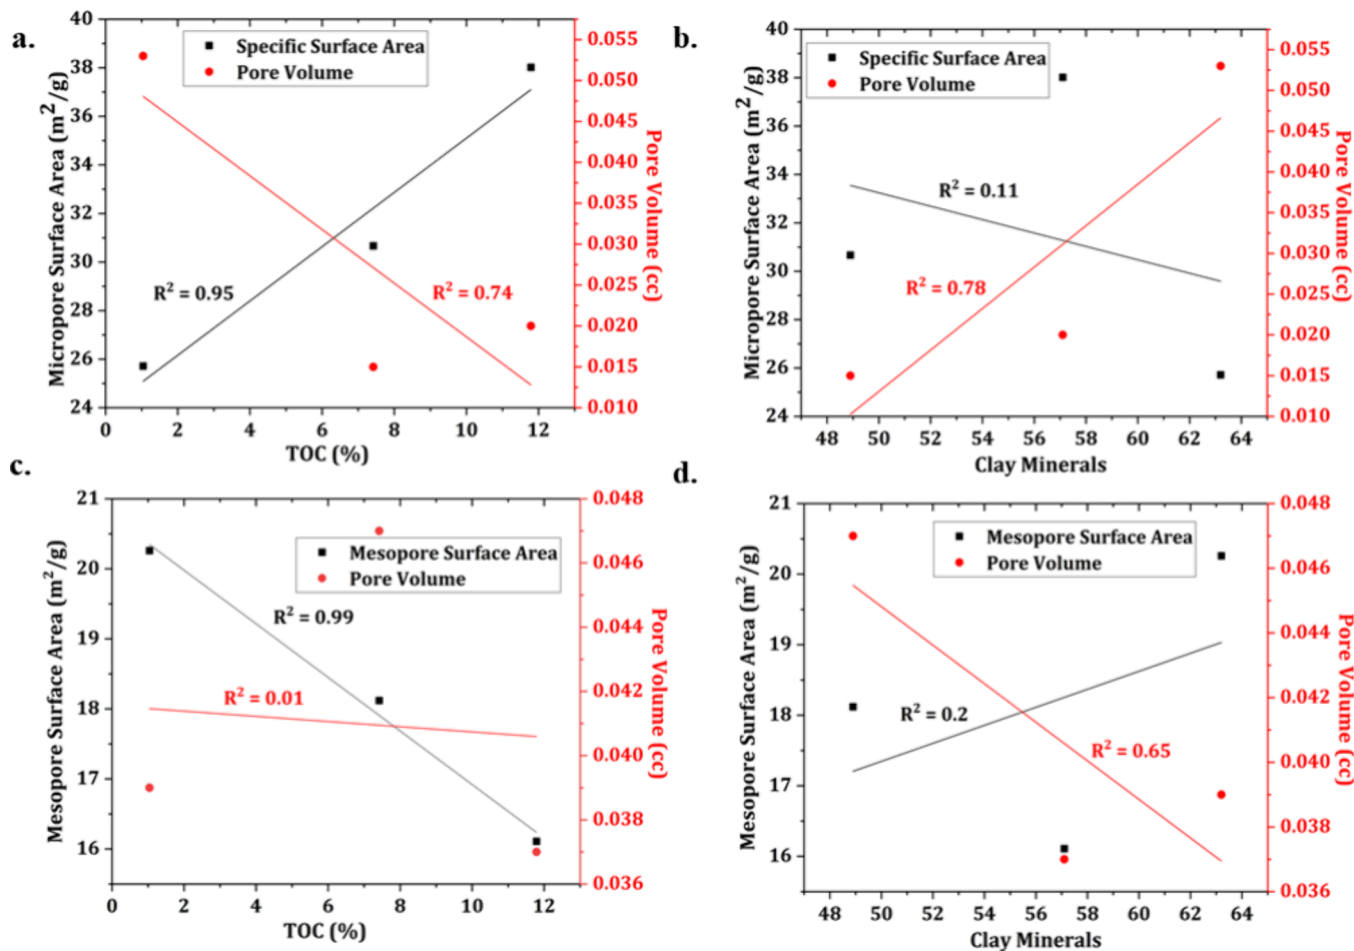 a.
Specific Surface Area
Pore Volume
Micropore Surface Area (m²/g)
40
38
36
34
32
30
28
26
24
R² = 0.95
R² = 0.74
0.055
0.050
0.045
0.040
0.035
0.030
0.025
0.020
0.015
0.010
Pore Volume (cc)
0 2 4 6 8 10 12
TOC (%)
b.
Specific Surface Area
Pore Volume
Micropore Surface Area (m²/g)
40
38
36
34
32
30
28
26
24
R² = 0.11
R² = 0.78
0.055
0.050
0.045
0.040
0.035
0.030
0.025
0.020
0.015
0.010
Pore Volume (cc)
48 50 52 54 56 58 60 62 64
Clay Minerals
c.
Mesopore Surface Area
Pore Volume
Mesopore Surface Area (m²/g)
21
20
19
18
17
16
R² = 0.99
R² = 0.01
0.048
0.046
0.044
0.042
0.040
0.038
0.036
Pore Volume (cc)
0 2 4 6 8 10 12
TOC (%)
d.
Mesopore Surface Area
Pore Volume
Mesopore Surface Area (m²/g)
21
20
19
18
17
16
R² = 0.2
R² = 0.65
0.048
0.046
0.044
0.042
0.040
0.038
0.036
Pore Volume (cc)
48 50 52 54 56 58 60 62 64
Clay Minerals